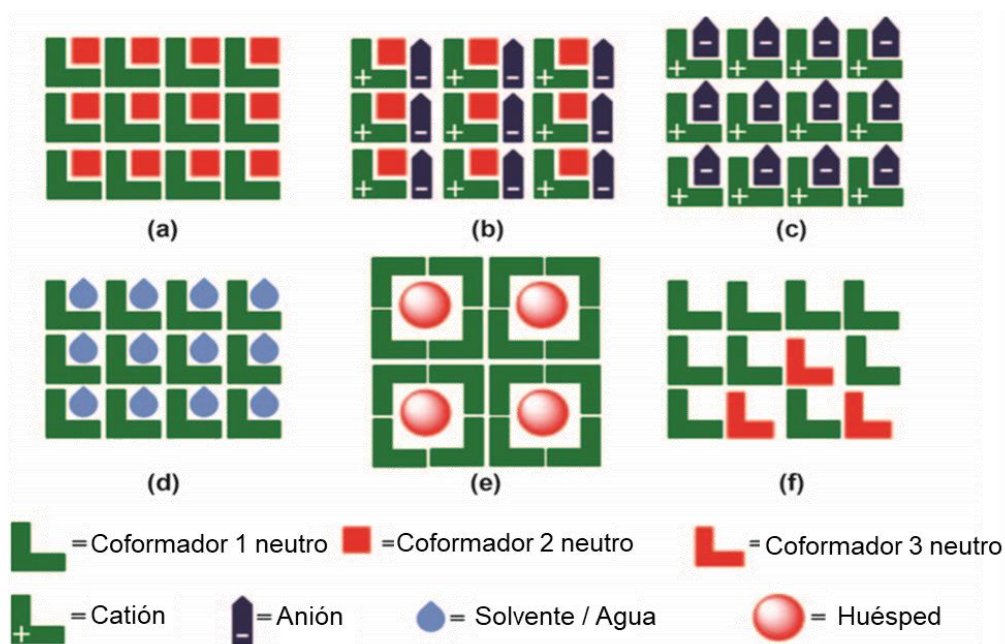 (a) (b) (c)
(d) (e) (f)
= Coformador 1 neutro = Coformador 2 neutro = Coformador 3 neutro
+ = Catión - = Anión = Solvente / Agua = Huésped